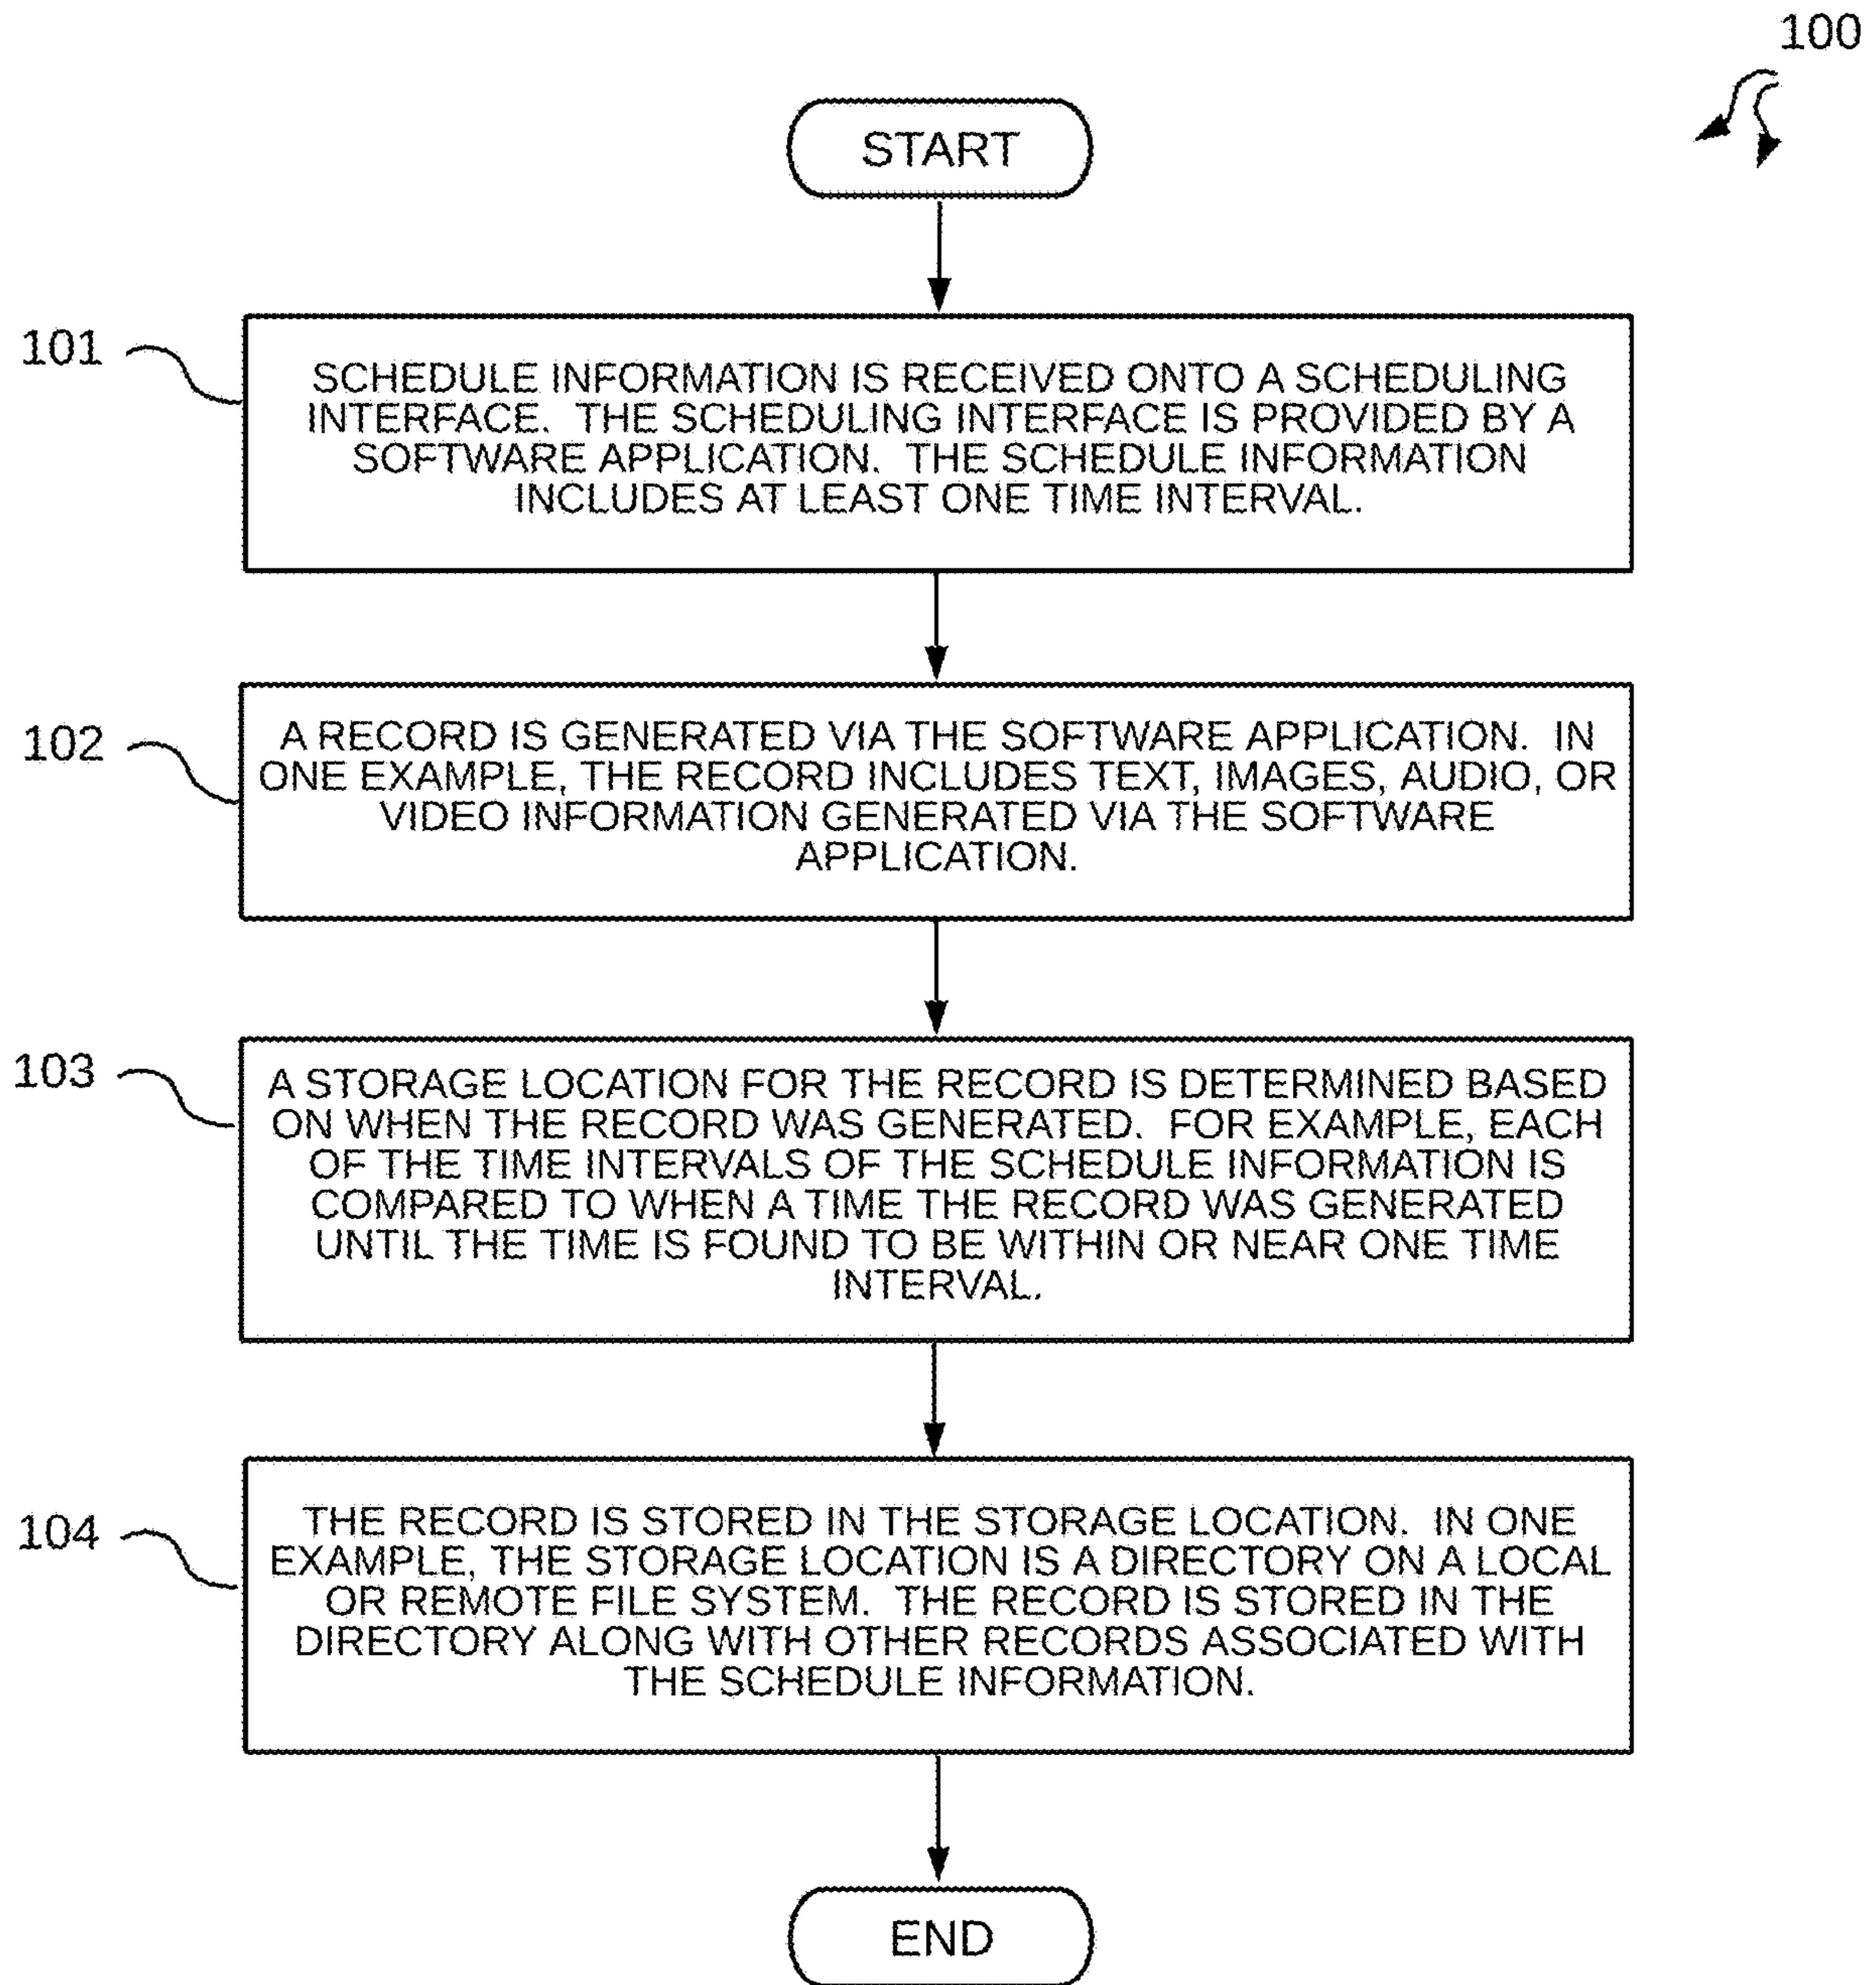 100
START
101
SCHEDULE INFORMATION IS RECEIVED ONTO A SCHEDULING
INTERFACE.  THE SCHEDULING INTERFACE IS PROVIDED BY A
SOFTWARE APPLICATION.  THE SCHEDULE INFORMATION
INCLUDES AT LEAST ONE TIME INTERVAL.
102
A RECORD IS GENERATED VIA THE SOFTWARE APPLICATION.  IN
ONE EXAMPLE, THE RECORD INCLUDES TEXT, IMAGES, AUDIO, OR
VIDEO INFORMATION GENERATED VIA THE SOFTWARE
APPLICATION.
103
A STORAGE LOCATION FOR THE RECORD IS DETERMINED BASED
ON WHEN THE RECORD WAS GENERATED.  FOR EXAMPLE, EACH
OF THE TIME INTERVALS OF THE SCHEDULE INFORMATION IS
COMPARED TO WHEN A TIME THE RECORD WAS GENERATED
UNTIL THE TIME IS FOUND TO BE WITHIN OR NEAR ONE TIME
INTERVAL.
104
THE RECORD IS STORED IN THE STORAGE LOCATION.  IN ONE
EXAMPLE, THE STORAGE LOCATION IS A DIRECTORY ON A LOCAL
OR REMOTE FILE SYSTEM.  THE RECORD IS STORED IN THE
DIRECTORY ALONG WITH OTHER RECORDS ASSOCIATED WITH
THE SCHEDULE INFORMATION.
END